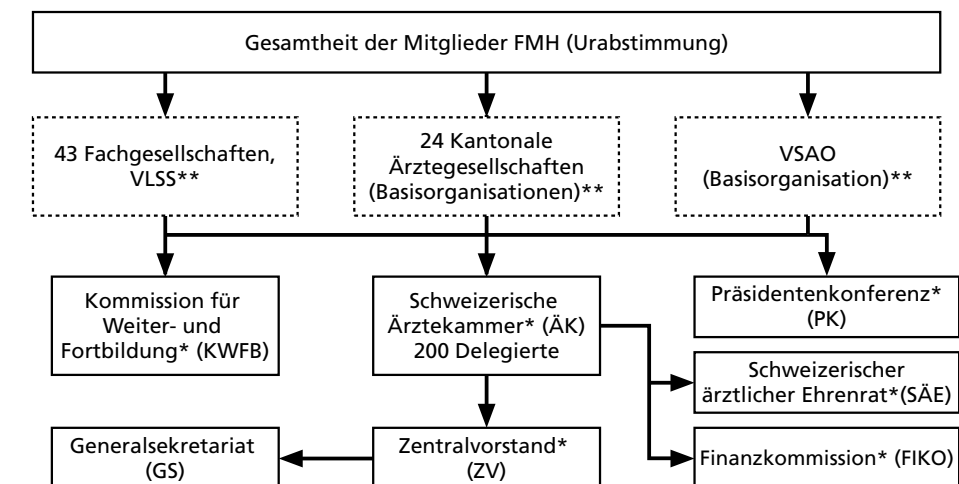 Gesamtheit der Mitglieder FMH (Urabstimmung)
43 Fachgesellschaften,
VLSS**
24 Kantonale
Ärztegesellschaften
(Basisorganisationen)**
VSAO
(Basisorganisation)**
Kommission für
Weiter- und
Fortbildung* (KWFB)
Schweizerische
Ärztekammer* (ÄK)
200 Delegierte
Präsidentenkonferenz*
(PK)
Schweizerischer
ärztlicher Ehrenrat*(SÄE)
Generalsekretariat
(GS)
Zentralvorstand*
(ZV)
Finanzkommission* (FIKO)